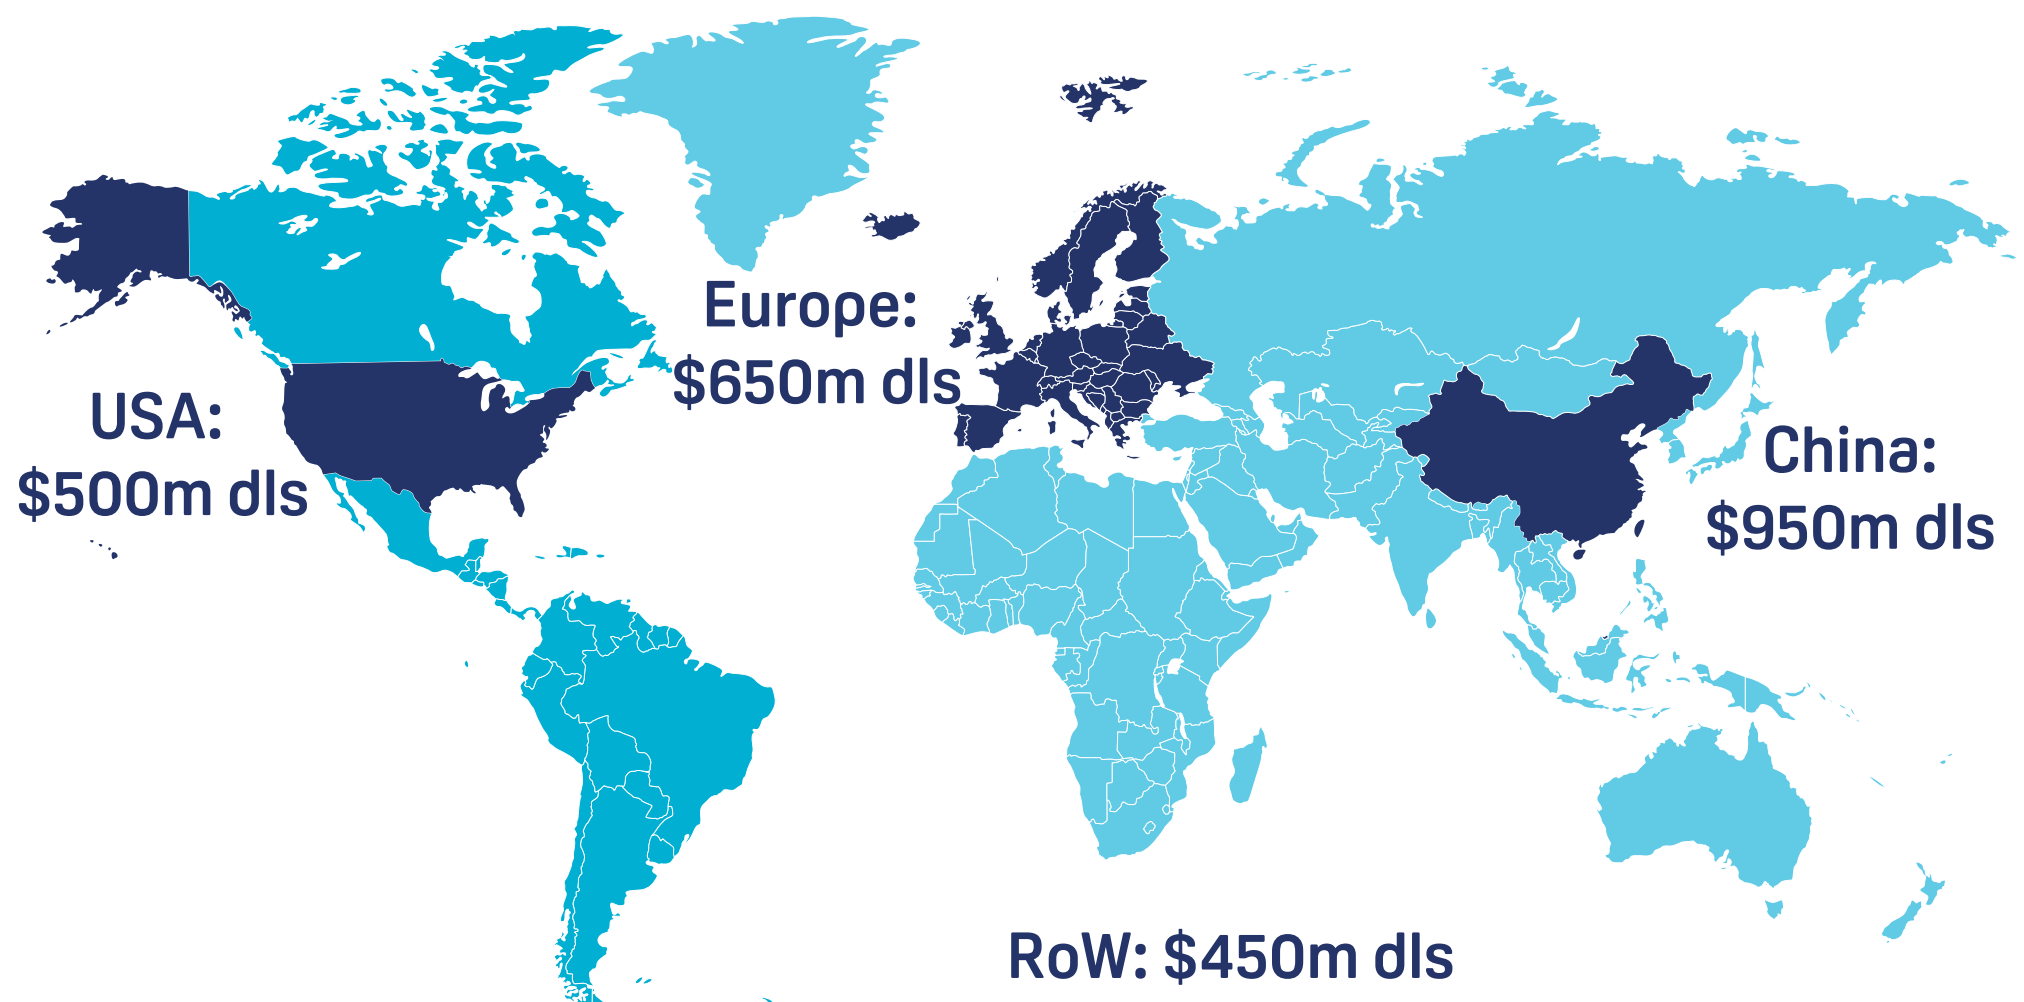 Europe:
$650m dls
USA:
$500m dls
China:
$950m dls
RoW: $450m dls